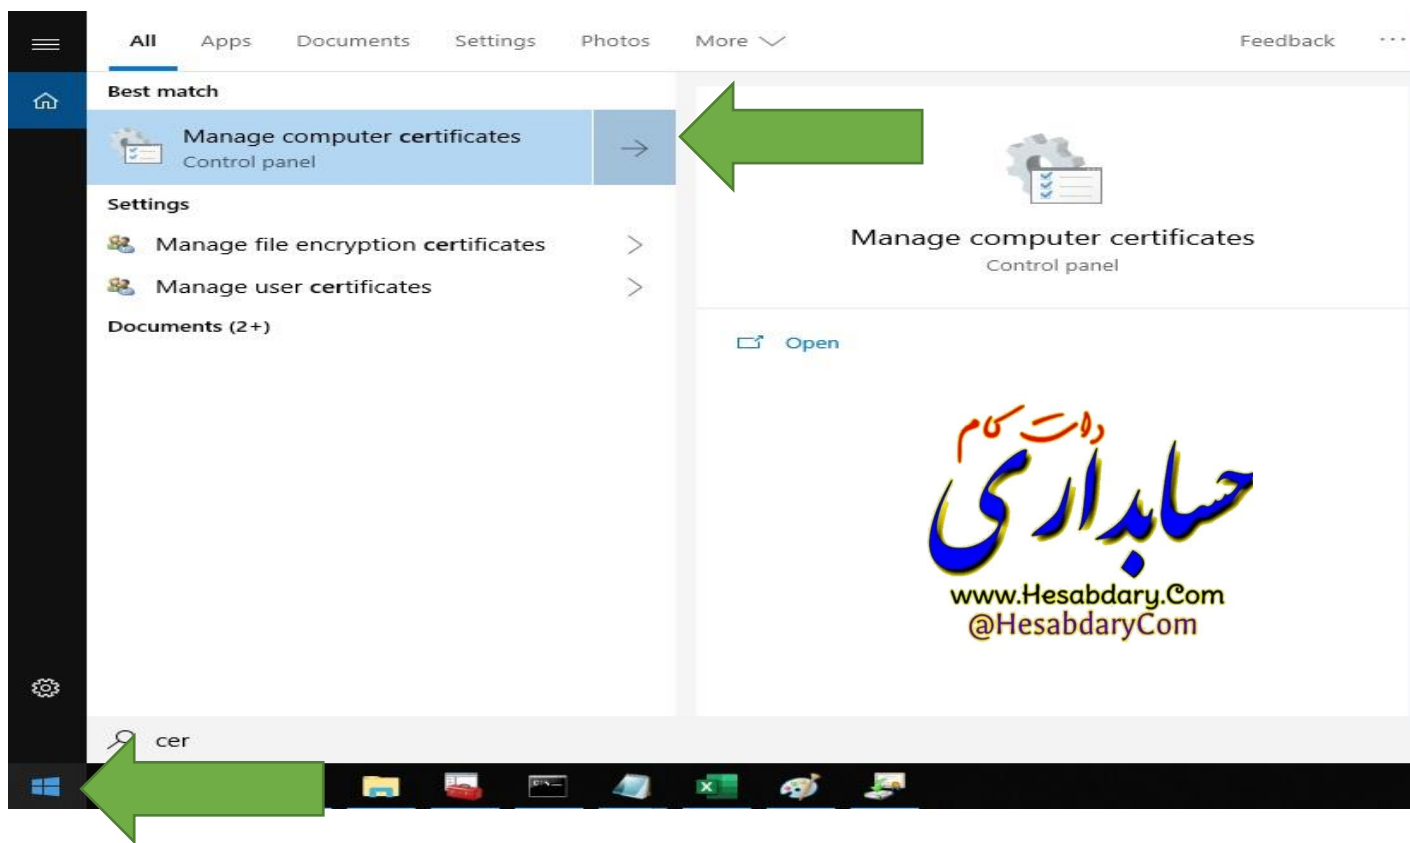 All Apps Documents Settings Photos More Feedback ...
Best match
Manage computer certificates
Control panel
Settings
Manage file encryption certificates
Manage user certificates
Documents (2+)
Manage computer certificates
Control panel
Open
دات کام
حسابداری
www.Hesabdary.Com
@HesabdaryCom
cer